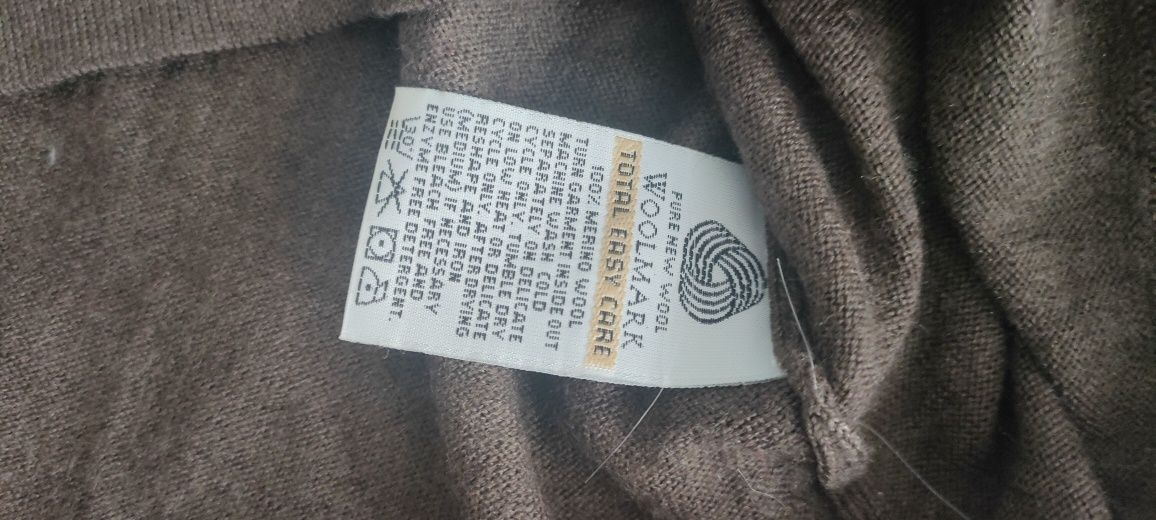 PURE NEW WOOL
WOOLMARK
TOTAL EASY CARE
100% MERINO WOOL
TURN GARMENT INSIDE OUT
MACHINE WASH COLD
SEPARATELY ON DELICATE
CYCLE ONLY. TUMBLE DRY
ON LOW HEAT OR DELICATE
CYCLE ONLY. AFTER DRYING
RESHAPE AND IRON
(MEDIUM) IF NECESSARY
USE BLEACH FREE AND
ENZYME FREE DETERGENT.
30°